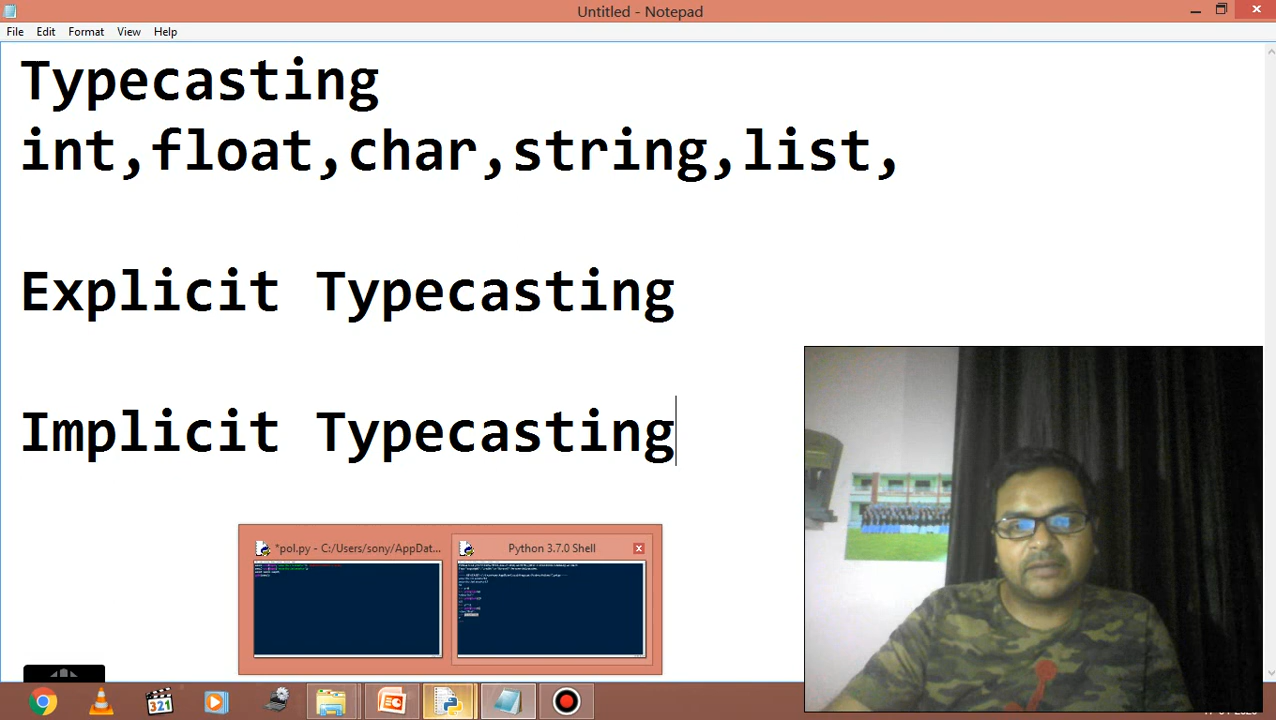 Untitled - Notepad
File Edit Format View Help
Typecasting
int,float,char,string,list,
Explicit Typecasting
Implicit Typecasting
*pol.py - C:/Users/sony/AppDat...
Python 3.7.0 Shell
321